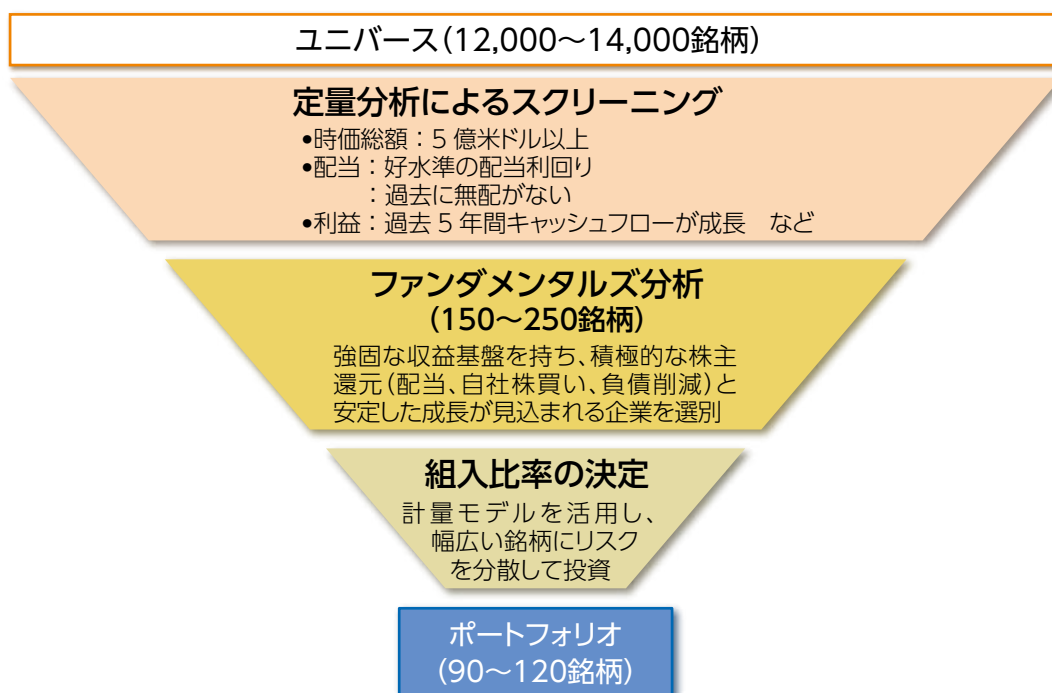 ユニバース(12,000〜14,000銘柄)
定量分析によるスクリーニング
•時価総額：5億米ドル以上
•配当：好水準の配当利回り
：過去に無配がない
•利益：過去5年間キャッシュフローが成長　など
ファンダメンタルズ分析
(150〜250銘柄)
強固な収益基盤を持ち、積極的な株主
還元(配当、自社株買い、負債削減)と
安定した成長が見込まれる企業を選別
組入比率の決定
計量モデルを活用し、
幅広い銘柄にリスク
を分散して投資
ポートフォリオ
(90〜120銘柄)